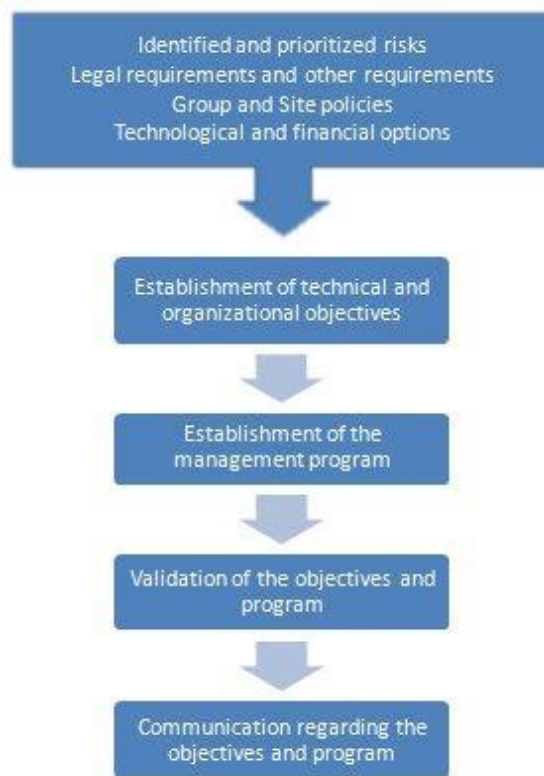 Identified and prioritized risks
Legal requirements and other requirements
Group and Site policies
Technological and financial options
Establishment of technical and
organizational objectives
Establishment of the
management program
Validation of the objectives and
program
Communication regarding the
objectives and program